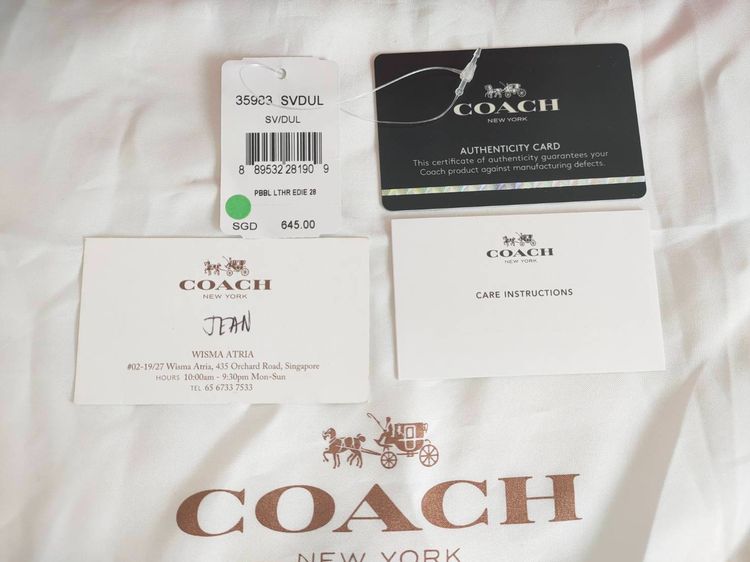 35983 SVDUL
SV/DUL
8 89532 28190 9
PBBL LTHR EDIE 28
SGD 645.00
COACH
NEW YORK
AUTHENTICITY CARD
This certificate of authenticity guarantees your
Coach product against manufacturing defects.
COACH
NEW YORK
JEAN
WISMA ATRIA
#02-19/27 Wisma Atria, 435 Orchard Road, Singapore
HOURS 10:00am - 9:30pm Mon-Sun
TEL 65 6733 7533
COACH
NEW YORK
CARE INSTRUCTIONS
COACH
NEW YORK